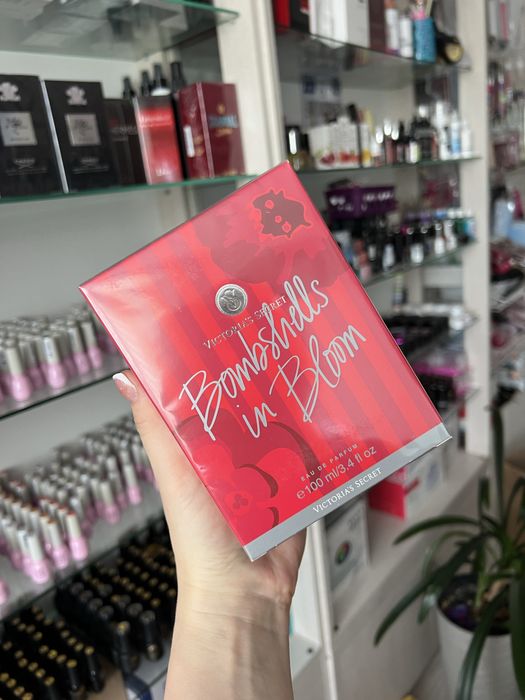 VICTORIA'S SECRET
Bombshells
in Bloom
EAU DE PARFUM
e100 ml/3.4 fl oz
VICTORIA'S SECRET